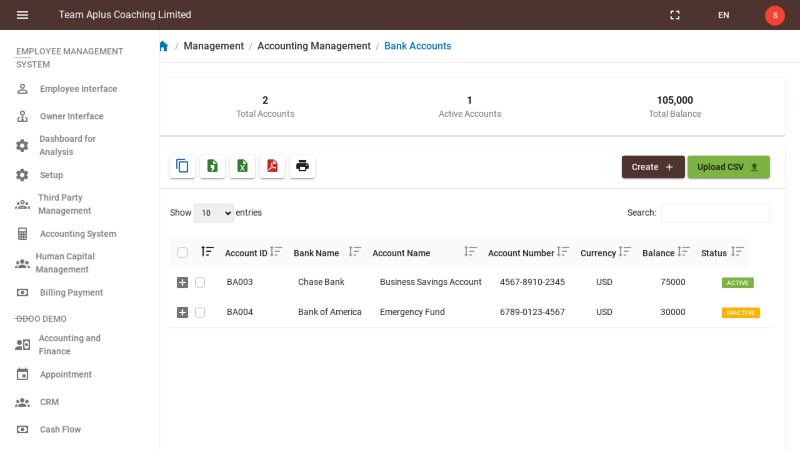 Team Aplus Coaching Limited
EN
S
EMPLOYEE MANAGEMENT
SYSTEM
Employee Interface
Owner Interface
Dashboard for
Analysis
Setup
Third Party
Management
Accounting System
Human Capital
Management
Billing Payment
ODOO DEMO
Accounting and
Finance
Appointment
CRM
Cash Flow
/ Management / Accounting Management / Bank Accounts
2
Total Accounts
1
Active Accounts
105,000
Total Balance
Create +
Upload CSV
Show 10 entries
Search:
Account ID Bank Name Account Name Account Number Currency Balance Status
BA003 Chase Bank Business Savings Account 4567-8910-2345 USD 75000 ACTIVE
BA004 Bank of America Emergency Fund 6789-0123-4567 USD 30000 INACTIVE